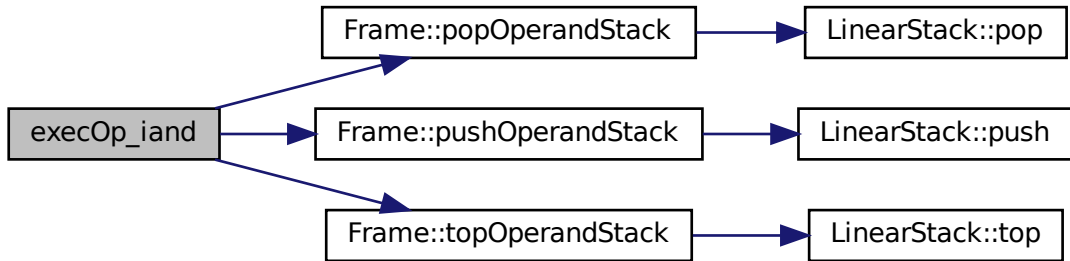 Frame::popOperandStack
LinearStack::pop
execOp_iand
Frame::pushOperandStack
LinearStack::push
Frame::topOperandStack
LinearStack::top